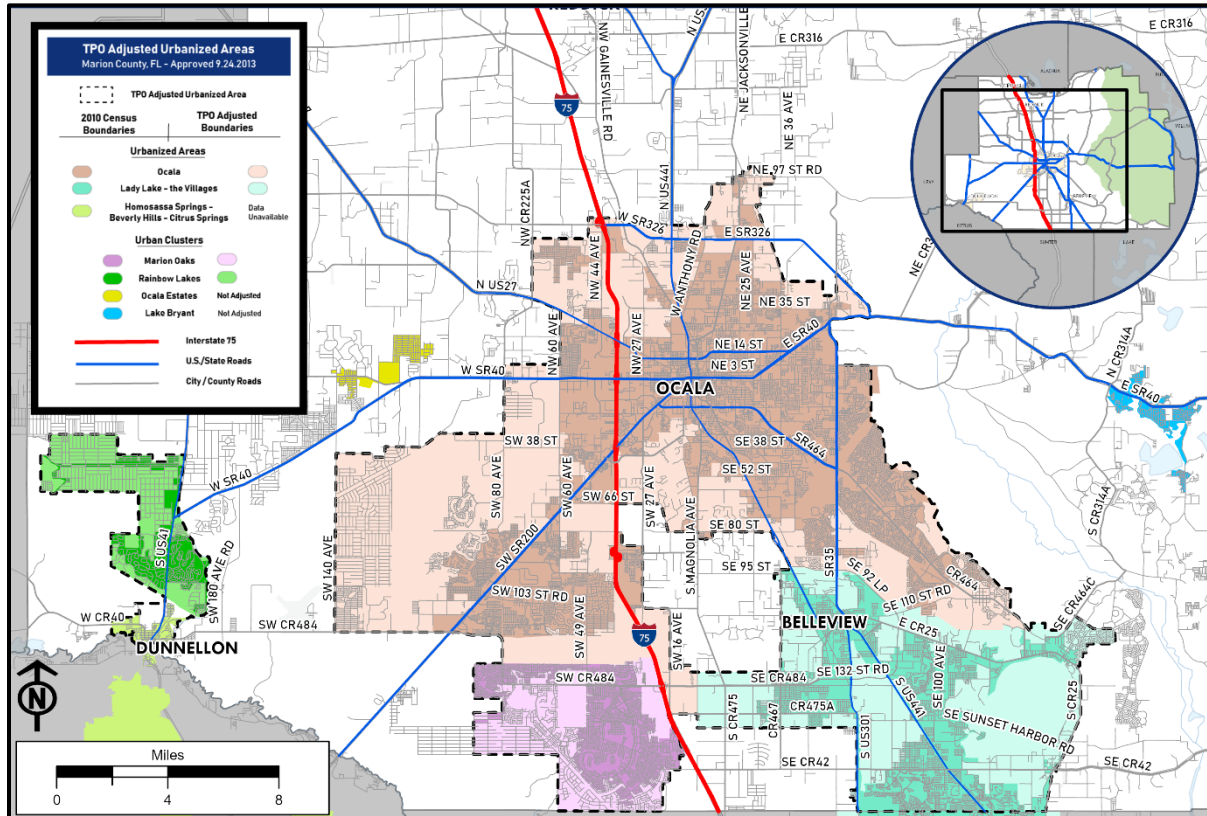 TPO Adjusted Urbanized Areas
Marion County, FL - Approved 9.24.2013
TPO Adjusted Urbanized Area
2010 Census Boundaries
TPO Adjusted Boundaries
Urbanized Areas
Ocala
Lady Lake - the Villages
Homosassa Springs -
Beverly Hills - Citrus Springs
Data
Unavailable
Urban Clusters
Marion Oaks
Rainbow Lakes
Ocala Estates
Not Adjusted
Lake Bryant
Not Adjusted
Interstate 75
U.S./State Roads
City / County Roads
NW GAINESVILLE RD
N US441
NE JACKSONVILLE
E CR316
E CR316
75
NE 36 AVE
NE 97 ST RD
NW CR225A
N US441
W SR326
E SR326
NW 44 AVE
W ANTHONY RD
NE 25 AVE
NE 35 ST
N US27
NW 60 AVE
NW 27 AVE
NE 14 ST
E SR40
NE 3 ST
N CR314A
E SR40
W SR40
OCALA
SW 38 ST
SE 38 ST
SR464
SE 52 ST
W SR40
SW 80 AVE
SW 60 AVE
SW 66 ST
SW 27 AVE
S MAGNOLIA AVE
SE 80 ST
S CR314A
S US41
SW 140 AVE
SW SR200
SE 95 ST
SR35
SE 92 LP
CR464
SW 180 AVE RD
SW 103 ST RD
SE 110 ST RD
SE CR464C
W CR40
SW CR484
SW 49 AVE
75
SW 16 AVE
BELLEVIEW
E CR25
DUNNELLON
SW CR484
SE CR484
SE 132 ST RD
S CR475
CR467
CR475A
S US441
SE 100 AVE
S CR25
SE SUNSET HARBOR RD
S US301
SE CR42
SE CR42
N
Miles
0
4
8